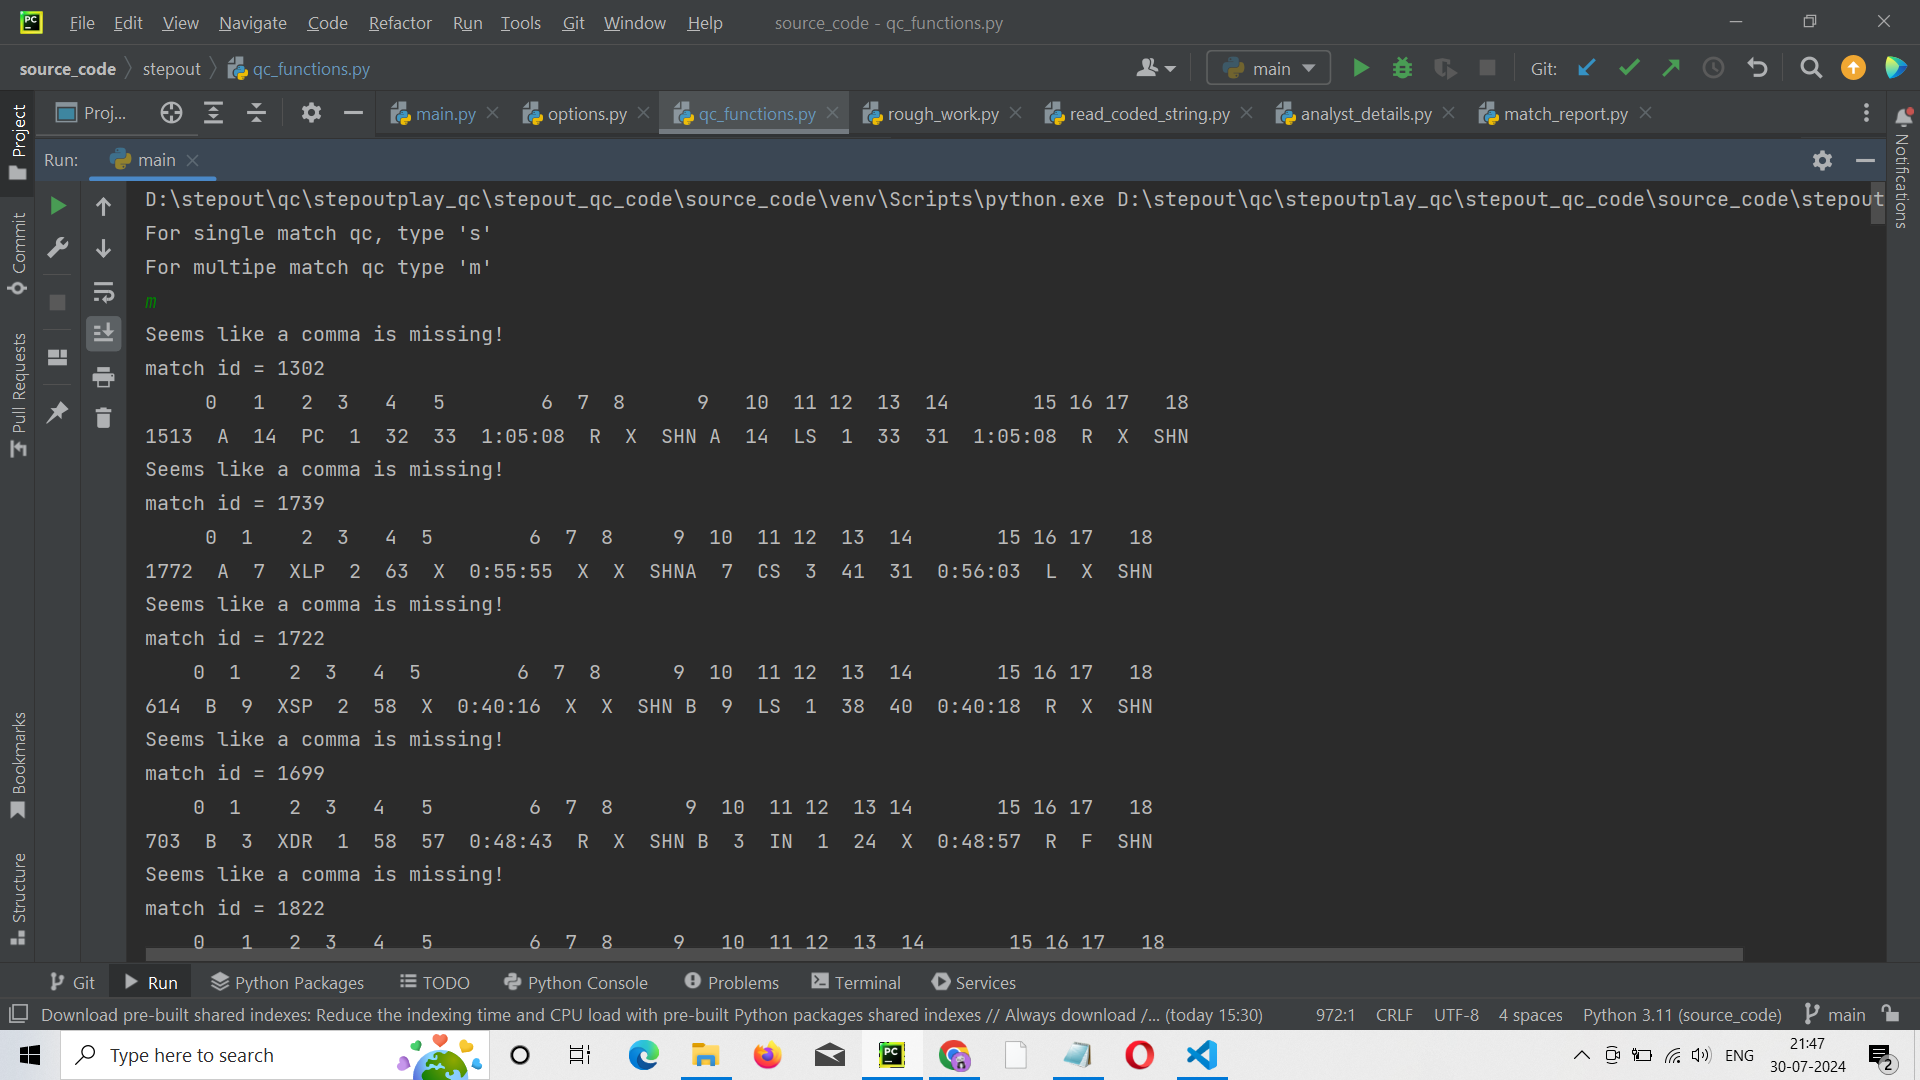 PC File Edit View Navigate Code Refactor Run Tools Git Window Help source_code - qc_functions.py
source_code stepout qc_functions.py main Git:
Proj... main.py options.py qc_functions.py rough_work.py read_coded_string.py analyst_details.py match_report.py
Run: main
Project
Commit
Pull Requests
Bookmarks
Structure
Notifications
D:\stepout\qc\stepoutplay_qc\stepout_qc_code\source_code\venv\Scripts\python.exe D:\stepout\qc\stepoutplay_qc\stepout_qc_code\source_code\stepout
For single match qc, type 's'
For multipe match qc type 'm'
m
Seems like a comma is missing!
match id = 1302
0 1 2 3 4 5 6 7 8 9 10 11 12 13 14 15 16 17 18
1513 A 14 PC 1 32 33 1:05:08 R X SHN A 14 LS 1 33 31 1:05:08 R X SHN
Seems like a comma is missing!
match id = 1739
0 1 2 3 4 5 6 7 8 9 10 11 12 13 14 15 16 17 18
1772 A 7 XLP 2 63 X 0:55:55 X X SHNA 7 CS 3 41 31 0:56:03 L X SHN
Seems like a comma is missing!
match id = 1722
0 1 2 3 4 5 6 7 8 9 10 11 12 13 14 15 16 17 18
614 B 9 XSP 2 58 X 0:40:16 X X SHN B 9 LS 1 38 40 0:40:18 R X SHN
Seems like a comma is missing!
match id = 1699
0 1 2 3 4 5 6 7 8 9 10 11 12 13 14 15 16 17 18
703 B 3 XDR 1 58 57 0:48:43 R X SHN B 3 IN 1 24 X 0:48:57 R F SHN
Seems like a comma is missing!
match id = 1822
0 1 2 3 4 5 6 7 8 9 10 11 12 13 14 15 16 17 18
Git Run Python Packages TODO Python Console Problems Terminal Services
Download pre-built shared indexes: Reduce the indexing time and CPU load with pre-built Python packages shared indexes // Always download /... (today 15:30) 972:1 CRLF UTF-8 4 spaces Python 3.11 (source_code) main
Type here to search PC ENG 21:47
30-07-2024 2